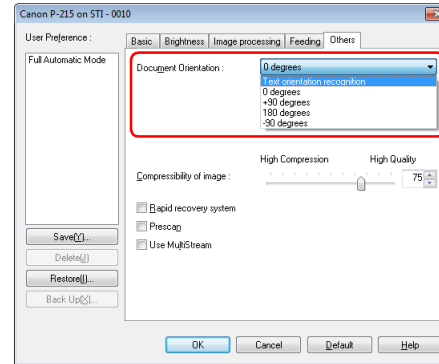 Canon P-215 on STI - 0010
User Preference :
Full Automatic Mode
Save(Y)...
Delete(J)
Restore(I)...
Back Up(X)...
Basic Brightness Image processing Feeding Others
Document Orientation : 0 degrees
Text orientation recognition
0 degrees
+90 degrees
180 degrees
-90 degrees
High Compression High Quality
Compressibility of image : 75
Rapid recovery system
Prescan
Use MultiStream
OK Cancel Default Help